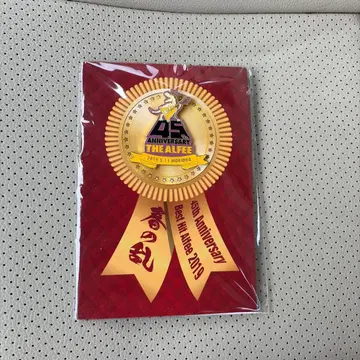 45
ANNIVERSARY
THE ALFEE
春の乱
45th Anniversary
Best Hit Alfee 2019